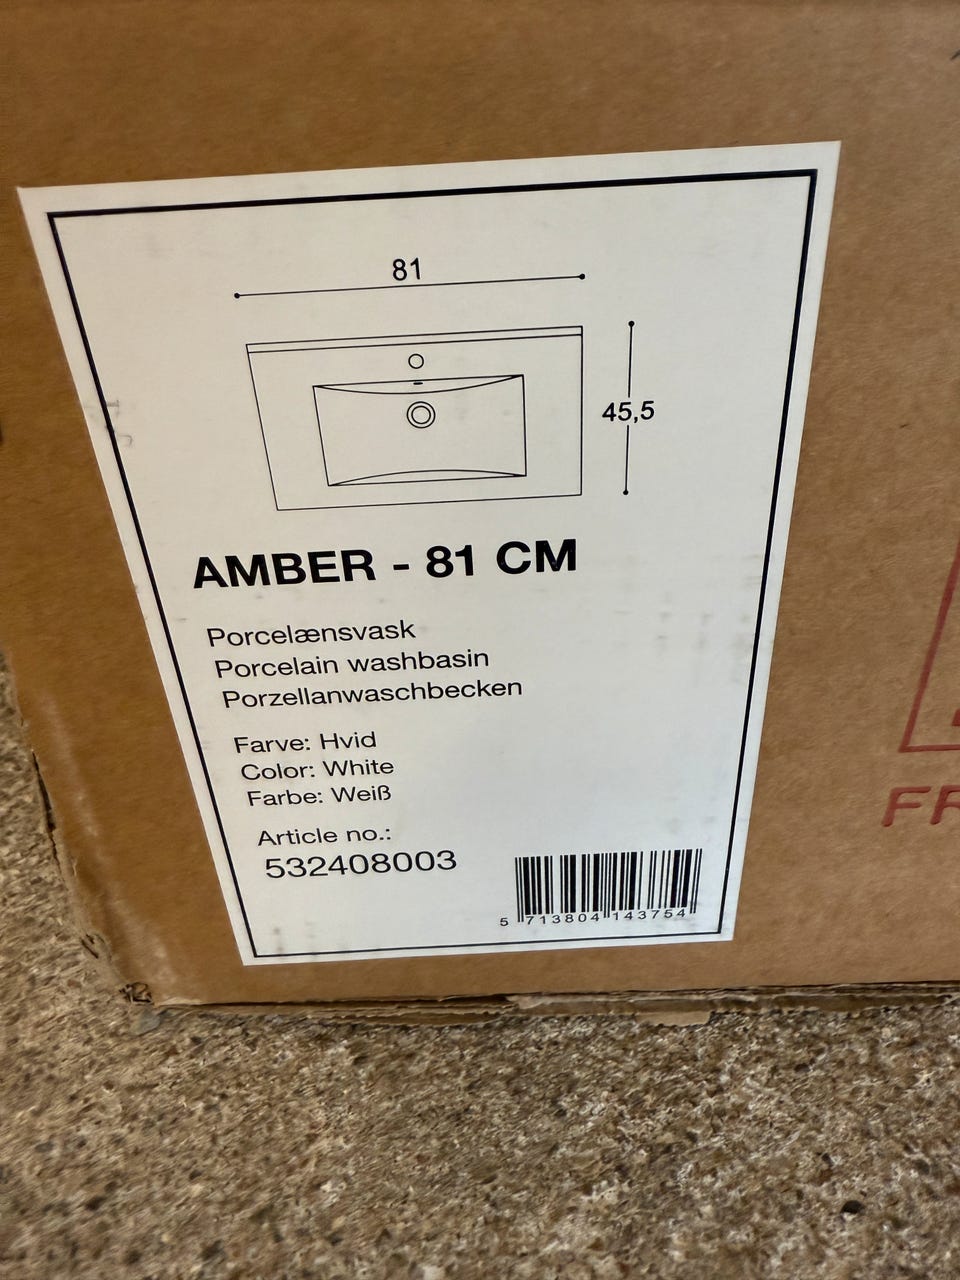 81
45,5
AMBER - 81 CM
Porcelænsvask
Porcelain washbasin
Porzellanwaschbecken
Farve: Hvid
Color: White
Farbe: Weiß
Article no.:
532408003
5 713804 143754